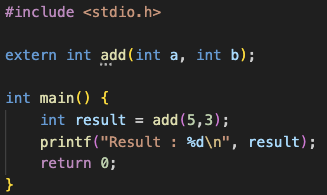 #include <stdio.h>
extern int add(int a, int b);
int main() {
int result = add(5,3);
printf("Result : %d\n", result);
return 0;
}